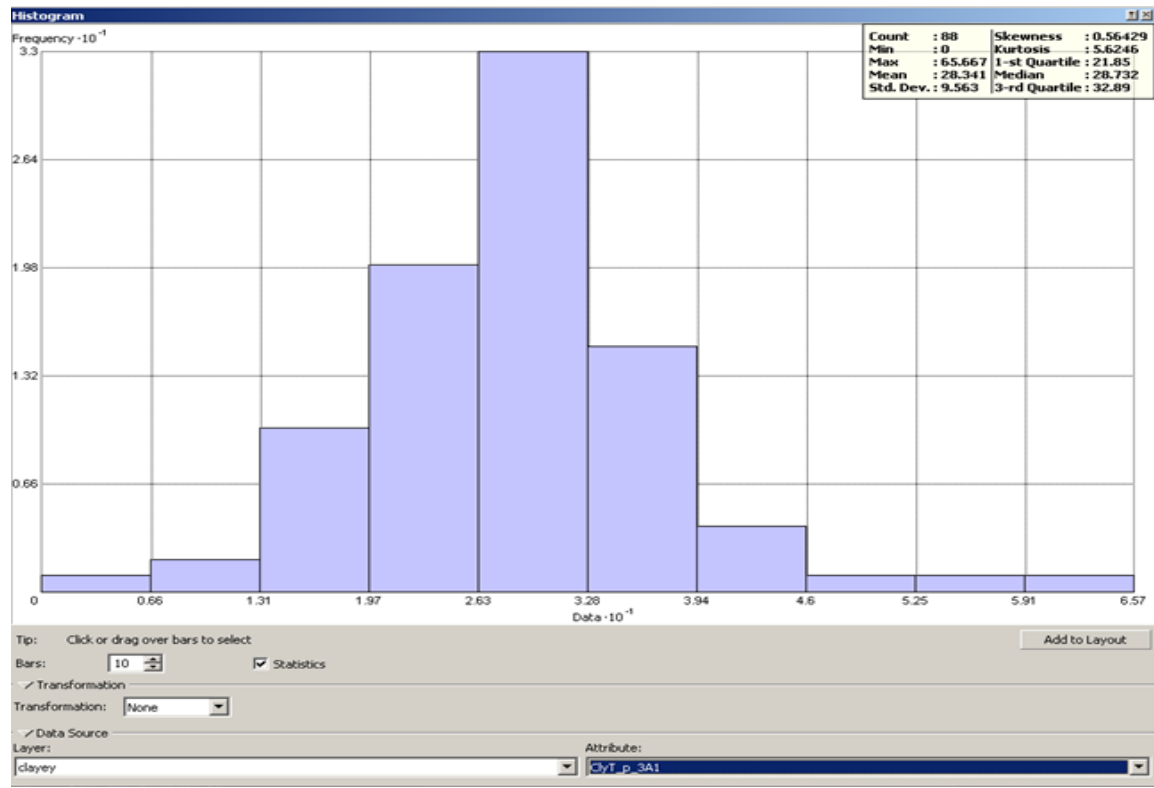 Histogram
Frequency ·10⁻¹
Count : 88 Skewness : 0.56429
Min : 0 Kurtosis : 5.6246
Max : 65.667 1-st Quartile : 21.85
Mean : 28.341 Median : 28.732
Std. Dev. : 9.563 3-rd Quartile : 32.89
3.3
2.64
1.98
1.32
0.66
0 0.66 1.31 1.97 2.63 3.28 3.94 4.6 5.25 5.91 6.57
Data ·10⁻¹
Tip: Click or drag over bars to select Add to Layout
Bars: 10 Statistics
Transformation
Transformation: None
Data Source
Layer: Attribute:
clayey ClyT_p_3A1